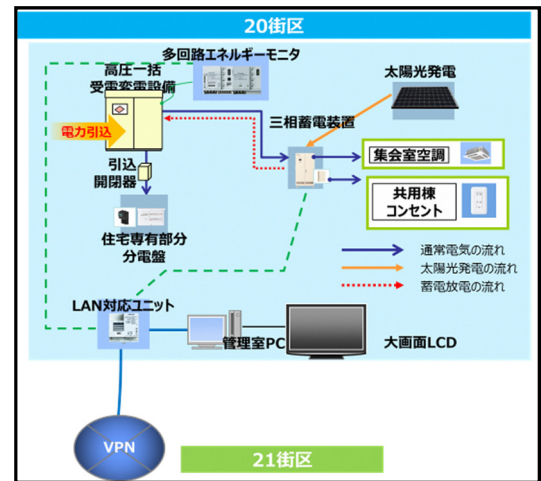 20街区
多回路エネルギーモニタ
高圧一括
受電変電設備
太陽光発電
電力引込
三相蓄電装置
引込
開閉器
集会室空調
共用棟
コンセント
住宅専有部分
分電盤
通常電気の流れ
太陽光発電の流れ
蓄電放電の流れ
LAN対応ユニット
管理室PC
大画面LCD
VPN
21街区